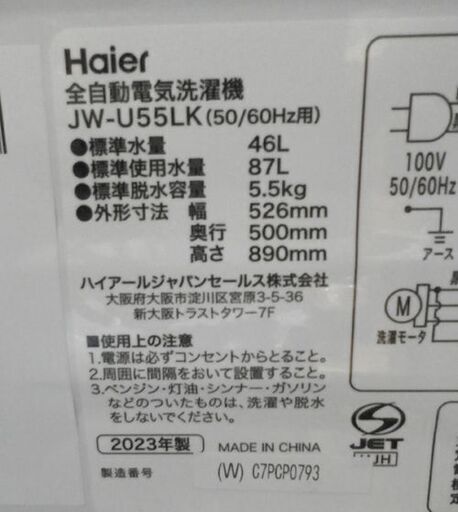 Haier
全自動電気洗濯機
JW-U55LK(50/60Hz用)
●標準水量 46L
●標準使用水量 87L
●標準脱水容量 5.5kg
●外形寸法 幅 526mm
奥行 500mm
高さ 890mm
ハイアールジャパンセールス株式会社
大阪府大阪市淀川区宮原3-5-36
新大阪トラストタワー7F
■使用上の注意
1.電源は必ずコンセントからとること。
2.周囲に間隔をおいて設置すること。
3.ベンジン・灯油・シンナー・ガソリン
などのついたものは、洗濯や脱水
をしないでください。
2023年製 MADE IN CHINA
製造番号 (W) C7PCP0793
100V
50/60Hz
アース
M
洗濯モータ
S
JET
JH